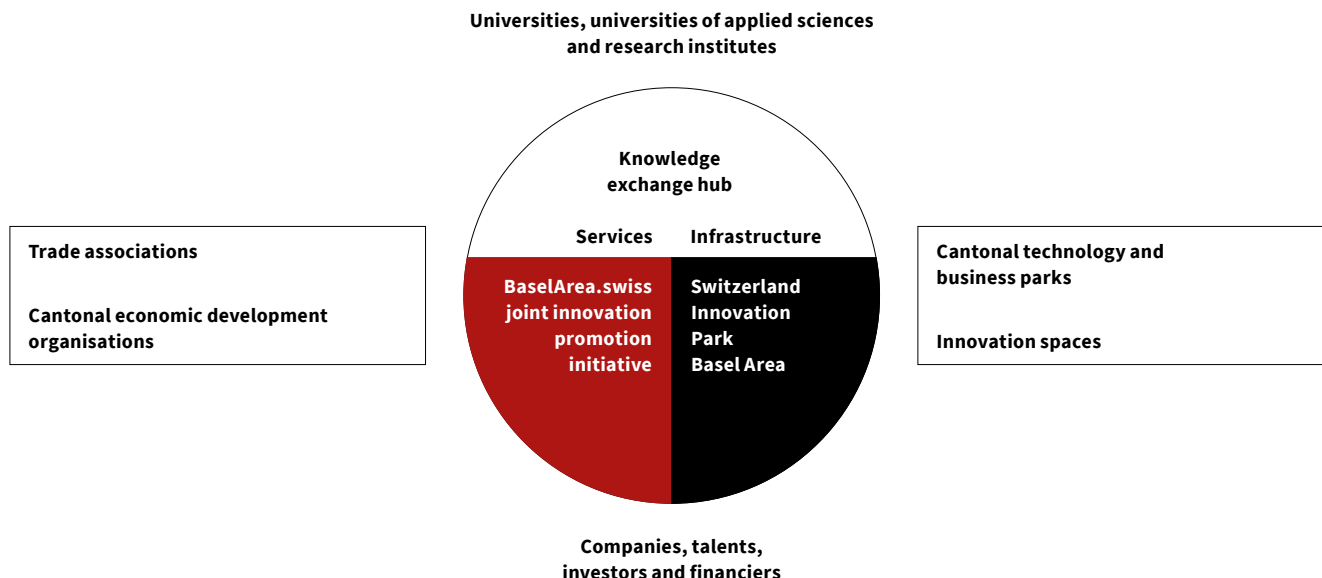 Universities, universities of applied sciences
and research institutes
Knowledge
exchange hub
Services
Infrastructure
Trade associations
Cantonal economic development
organisations
BaselArea.swiss
joint innovation
promotion
initiative
Switzerland
Innovation
Park
Basel Area
Cantonal technology and
business parks
Innovation spaces
Companies, talents,
investors and financiers